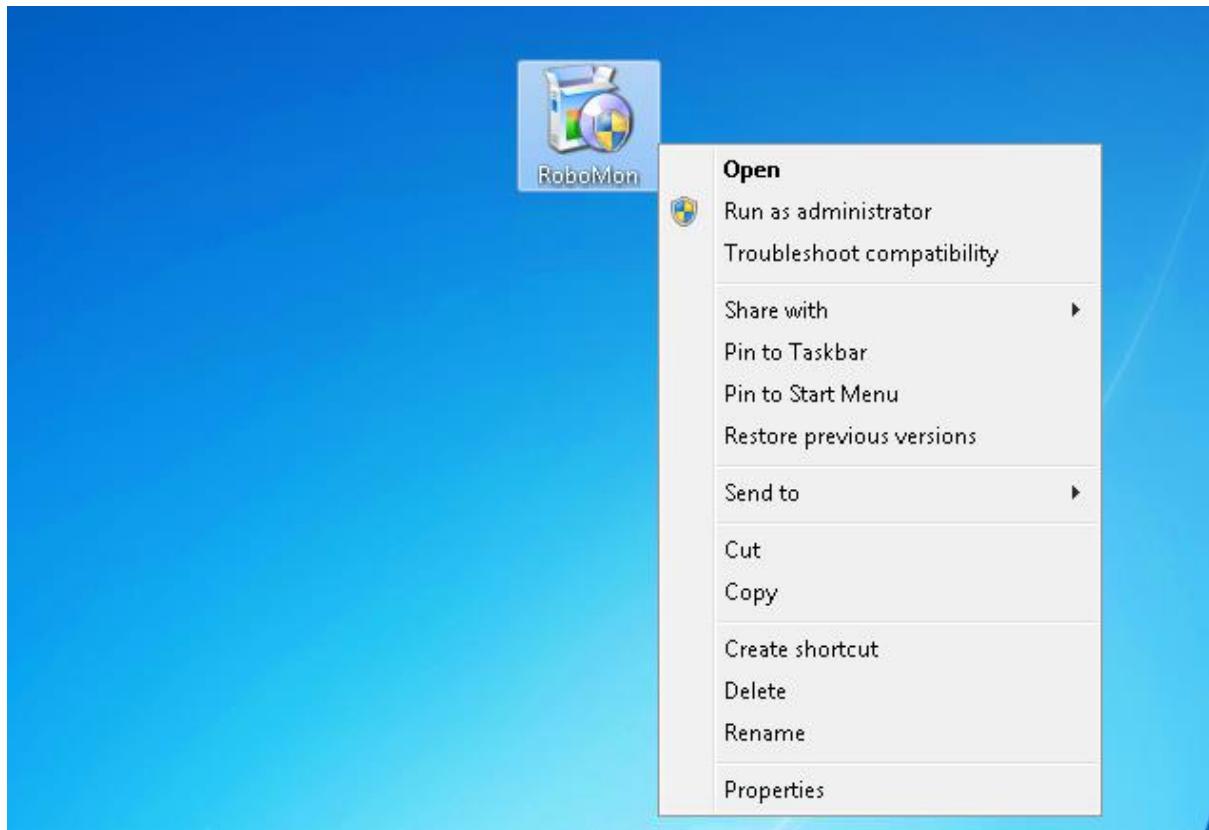 RoboMon
Open
Run as administrator
Troubleshoot compatibility
Share with
Pin to Taskbar
Pin to Start Menu
Restore previous versions
Send to
Cut
Copy
Create shortcut
Delete
Rename
Properties